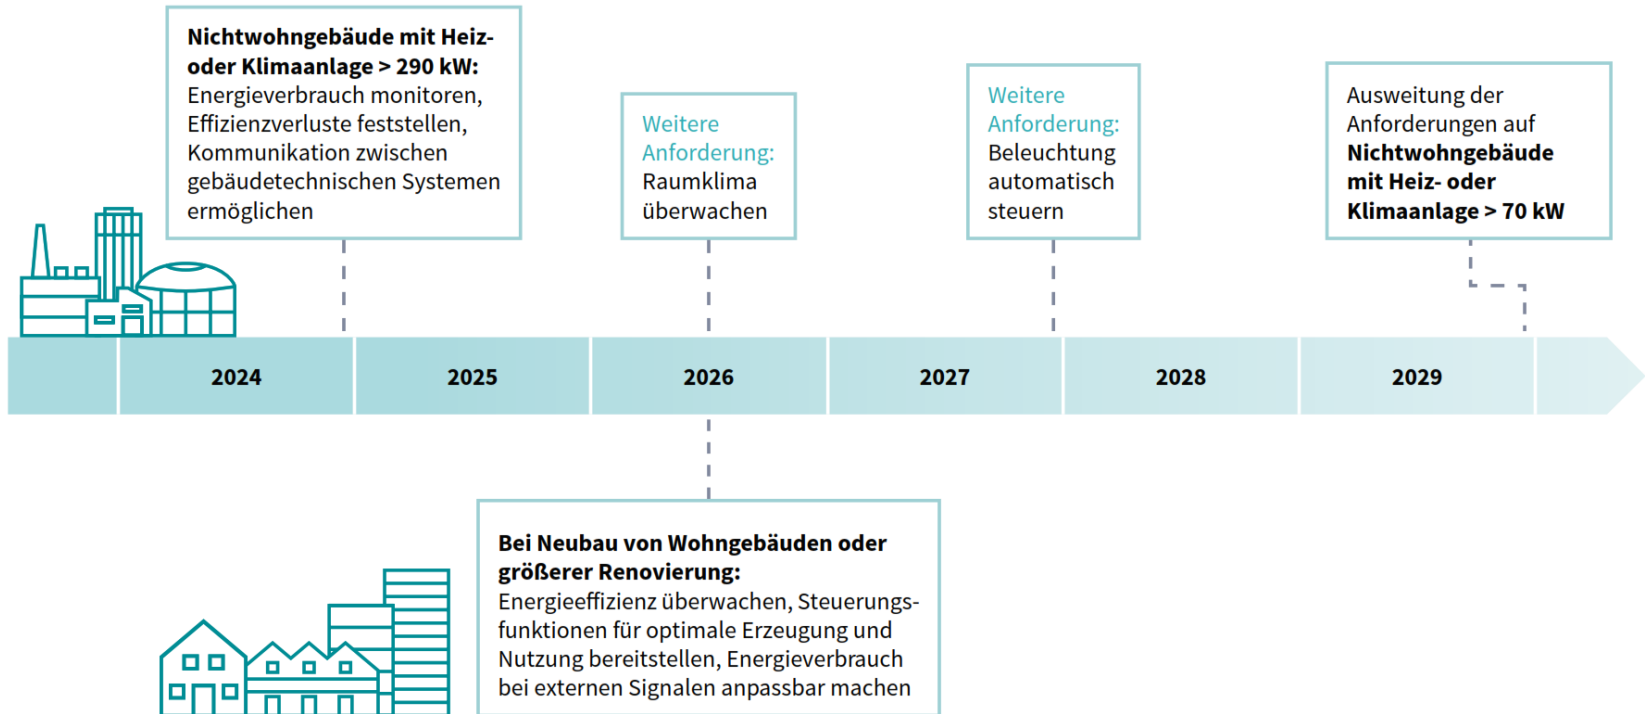 Nichtwohngebäude mit Heiz-
oder Klimaanlage > 290 kW:
Energieverbrauch monitoren,
Effizienzverluste feststellen,
Kommunikation zwischen
gebäudetechnischen Systemen
ermöglichen
Weitere
Anforderung:
Raumklima
überwachen
Weitere
Anforderung:
Beleuchtung
automatisch
steuern
Ausweitung der
Anforderungen auf
Nichtwohngebäude
mit Heiz- oder
Klimaanlage > 70 kW
2024
2025
2026
2027
2028
2029
Bei Neubau von Wohngebäuden oder
größerer Renovierung:
Energieeffizienz überwachen, Steuerungs-
funktionen für optimale Erzeugung und
Nutzung bereitstellen, Energieverbrauch
bei externen Signalen anpassbar machen